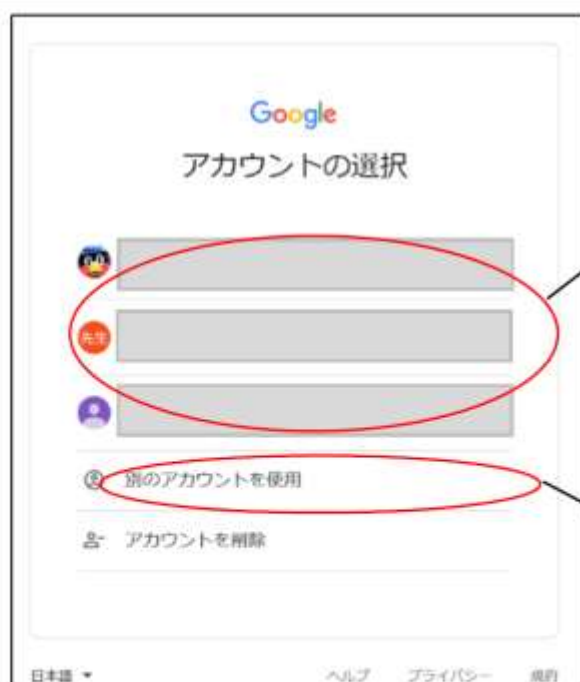 Google
アカウントの選択
先生
別のアカウントを使用
アカウントを削除
日本語
ヘルプ プライバシー 規約